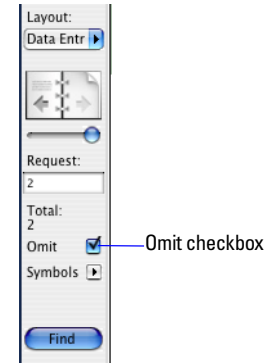 Layout:
Data Entr
Request:
2
Total:
2
Omit
Omit checkbox
Symbols
Find